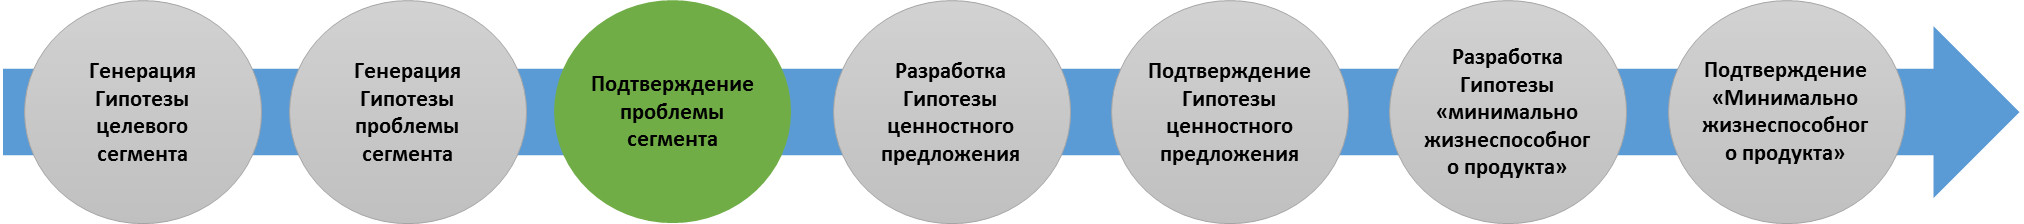 Генерация
Гипотезы
целевого
сегмента
Генерация
Гипотезы
проблемы
сегмента
Подтверждение
проблемы
сегмента
Разработка
Гипотезы
ценностного
предложения
Подтверждение
Гипотезы
ценностного
предложения
Разработка
Гипотезы
«минимально
жизнеспособног
о продукта»
Подтверждение
«Минимально
жизнеспособног
о продукта»